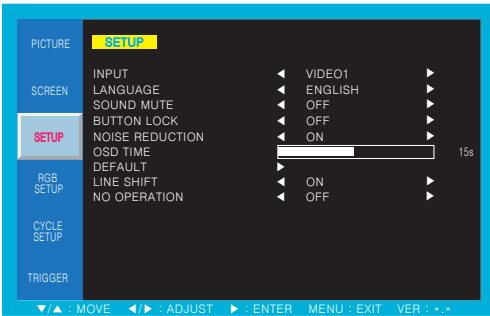 PICTURE
SCREEN
SETUP
RGB
SETUP
CYCLE
SETUP
TRIGGER
SETUP
INPUT ◀ VIDEO1 ▶
LANGUAGE ◀ ENGLISH ▶
SOUND MUTE ◀ OFF ▶
BUTTON LOCK ◀ OFF ▶
NOISE REDUCTION ◀ ON ▶
OSD TIME 15s
DEFAULT ▶
LINE SHIFT ◀ ON ▶
NO OPERATION ◀ OFF ▶
▼/▲ : MOVE ◀/▶ : ADJUST ▶ : ENTER MENU : EXIT VER : *.*